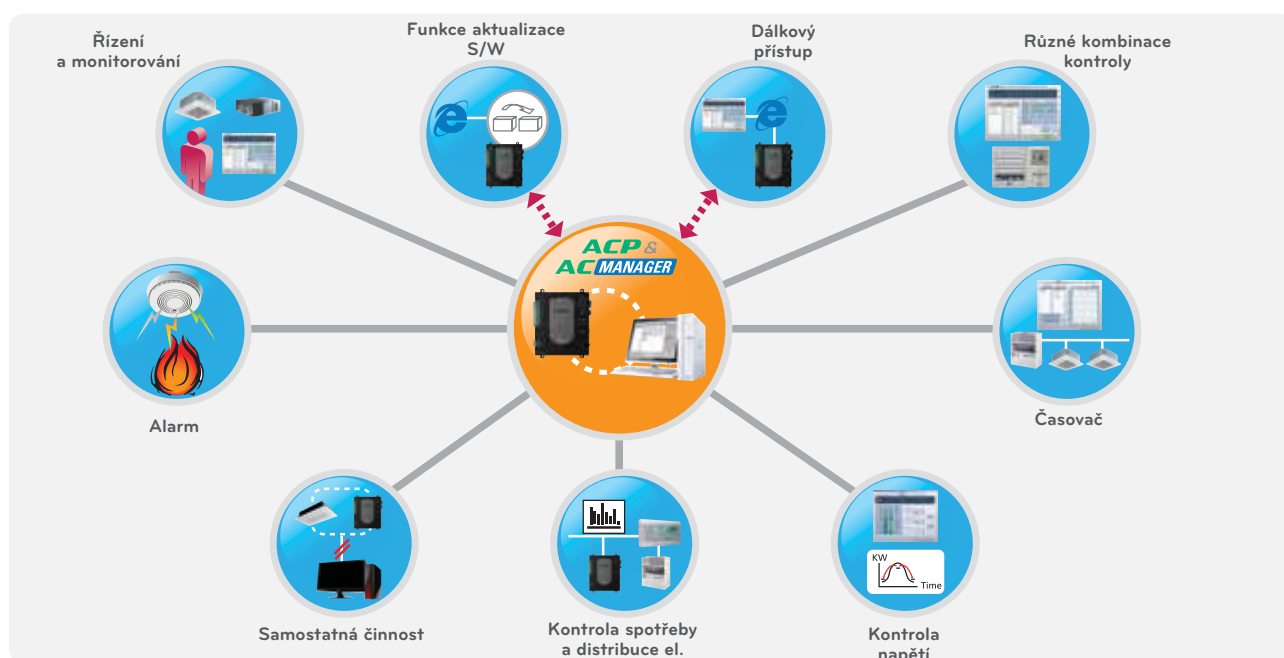 Řízení
a monitorování
Funkce aktualizace
S/W
Dálkový
přístup
Různé kombinace
kontroly
ACP &
AC MANAGER
Alarm
Časovač
Samostatná činnost
Kontrola spotřeby
a distribuce el.
KW
Time
Kontrola
napětí